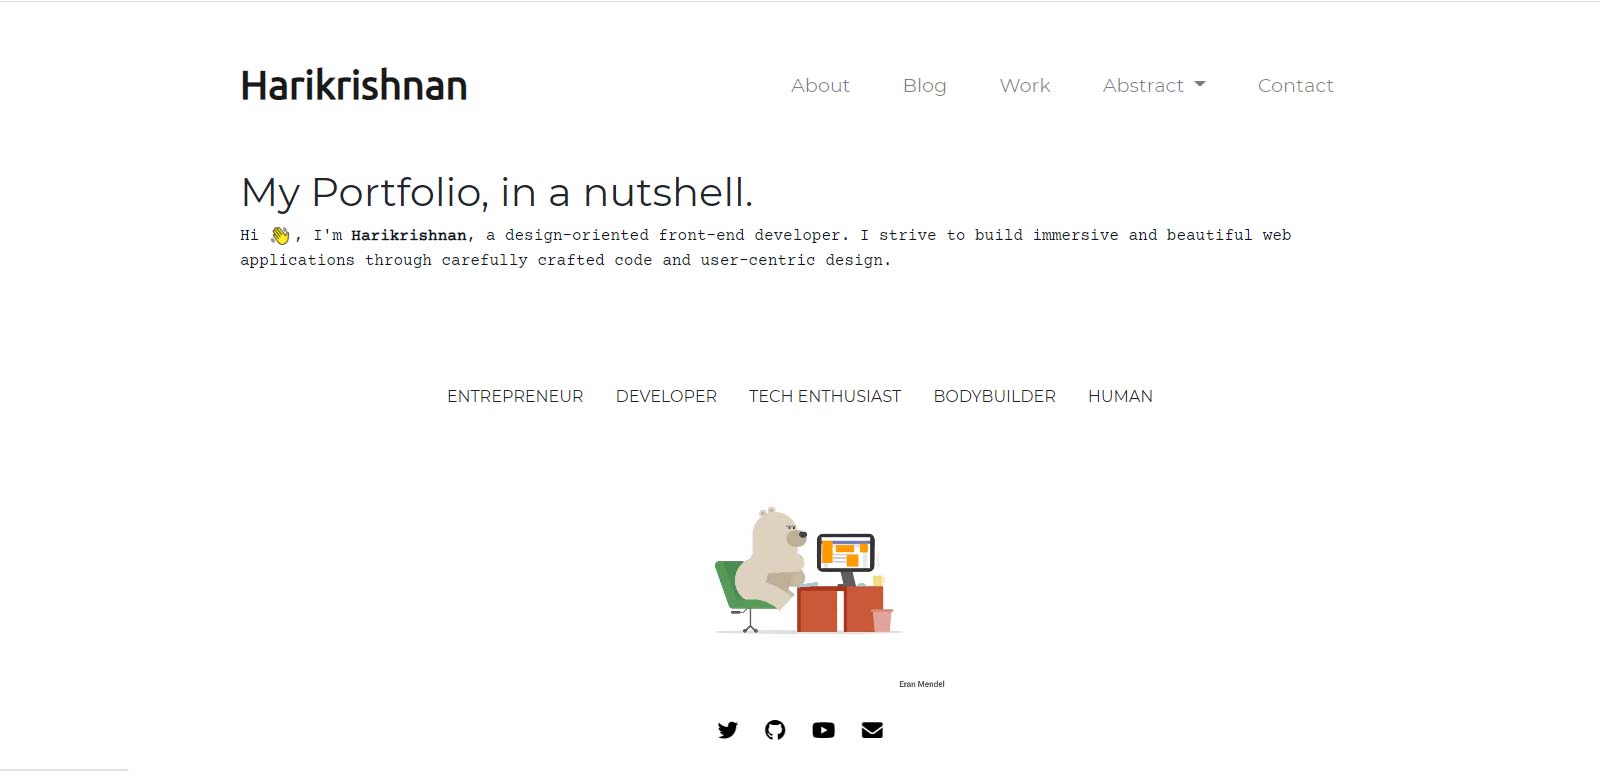 Harikrishnan
About Blog Work Abstract Contact
My Portfolio, in a nutshell.
Hi 👋, I'm Harikrishnan, a design-oriented front-end developer. I strive to build immersive and beautiful web
applications through carefully crafted code and user-centric design.
ENTREPRENEUR DEVELOPER TECH ENTHUSIAST BODYBUILDER HUMAN
Eran Mendel